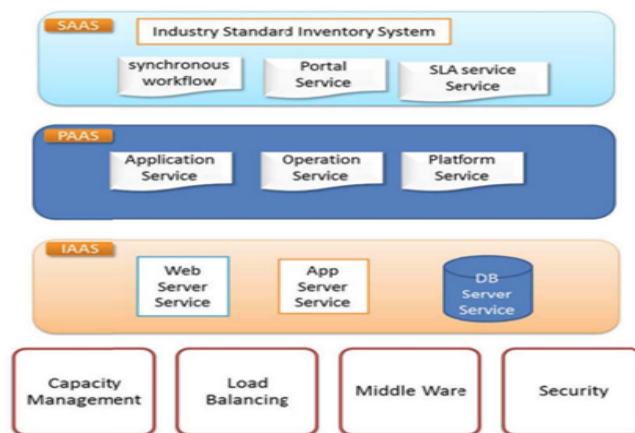 SAAS
Industry Standard Inventory System
synchronous
workflow
Portal
Service
SLA service
Service
PAAS
Application
Service
Operation
Service
Platform
Service
IAAS
Web
Server
Service
App
Server
Service
DB
Server
Service
Capacity
Management
Load
Balancing
Middle Ware
Security